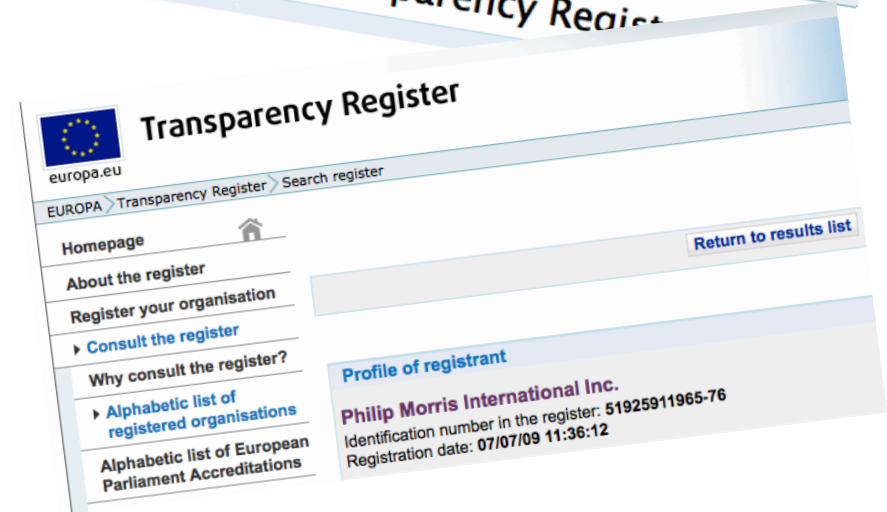 Transparency Register
europa.eu
EUROPA Transparency Register Search register
Homepage
About the register
Register your organisation
Consult the register
Why consult the register?
Alphabetic list of
registered organisations
Alphabetic list of European
Parliament Accreditations
Return to results list
Profile of registrant
Philip Morris International Inc.
Identification number in the register: 51925911965-76
Registration date: 07/07/09 11:36:12